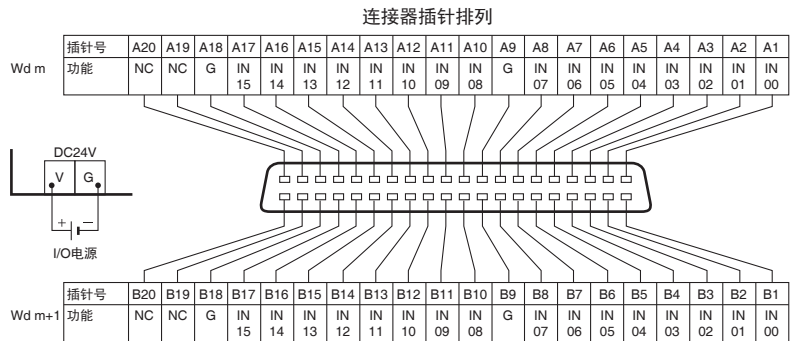 连接器插针排列
插针号 A20 A19 A18 A17 A16 A15 A14 A13 A12 A11 A10 A9 A8 A7 A6 A5 A4 A3 A2 A1
Wd m 功能 NC NC G IN 15 IN 14 IN 13 IN 12 IN 11 IN 10 IN 09 IN 08 G IN 07 IN 06 IN 05 IN 04 IN 03 IN 02 IN 01 IN 00
DC24V
V G
+ −
I/O电源
插针号 B20 B19 B18 B17 B16 B15 B14 B13 B12 B11 B10 B9 B8 B7 B6 B5 B4 B3 B2 B1
Wd m+1 功能 NC NC G IN 15 IN 14 IN 13 IN 12 IN 11 IN 10 IN 09 IN 08 G IN 07 IN 06 IN 05 IN 04 IN 03 IN 02 IN 01 IN 00